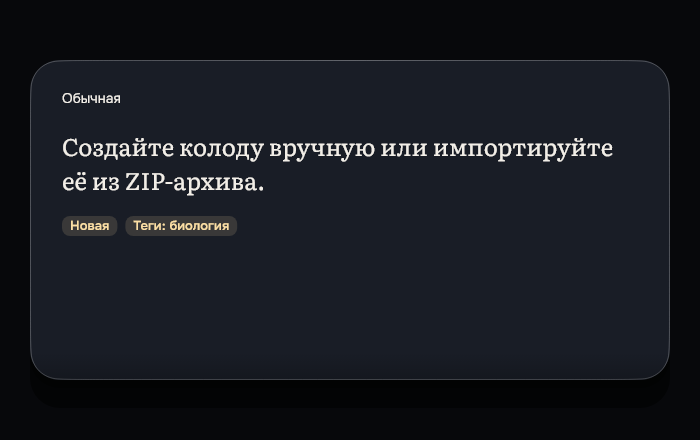 Обычная
Создайте колоду вручную или импортируйте
её из ZIP-архива.
Новая
Теги: биология